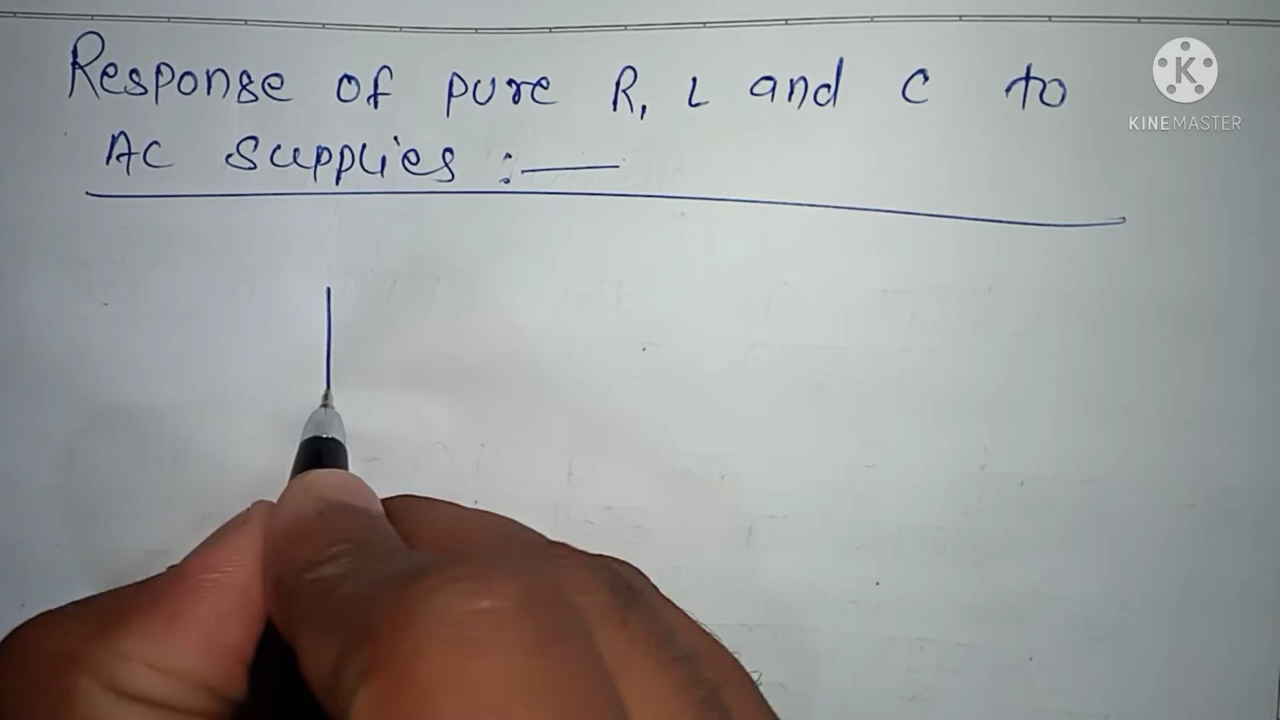 Response of pure R, L and C to
AC supplies :—
K
KINEMASTER